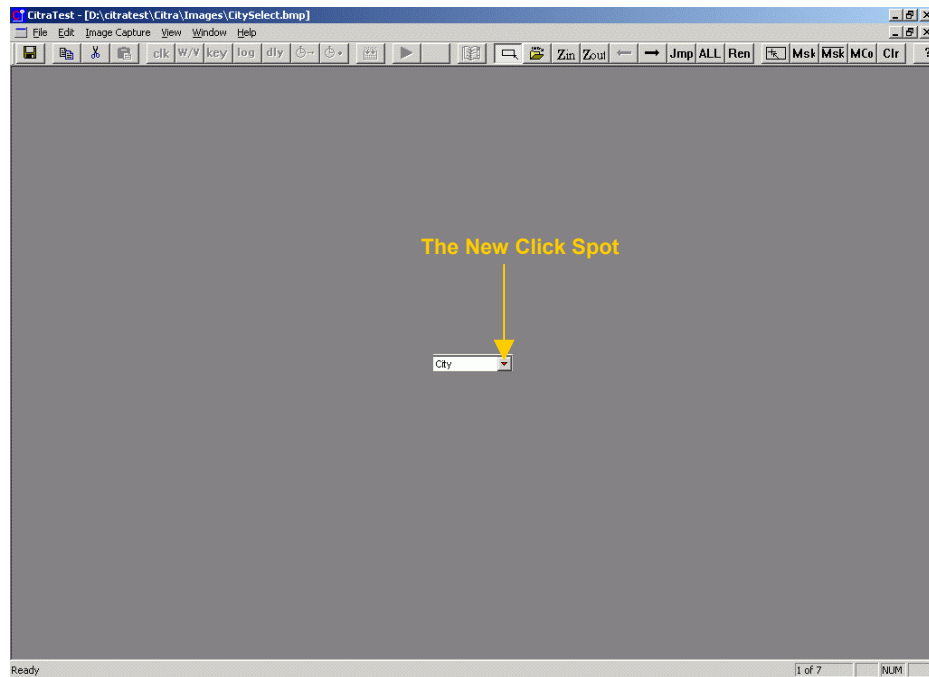 CitraTest - [D:\citratest\Citra\Images\CitySelect.bmp]
File Edit Image Capture View Window Help
clk W/V key log dly Zin Zout Jmp ALL Ren Msk Msk MCo Clr ?
The New Click Spot
City
Ready 1 of 7 NUM